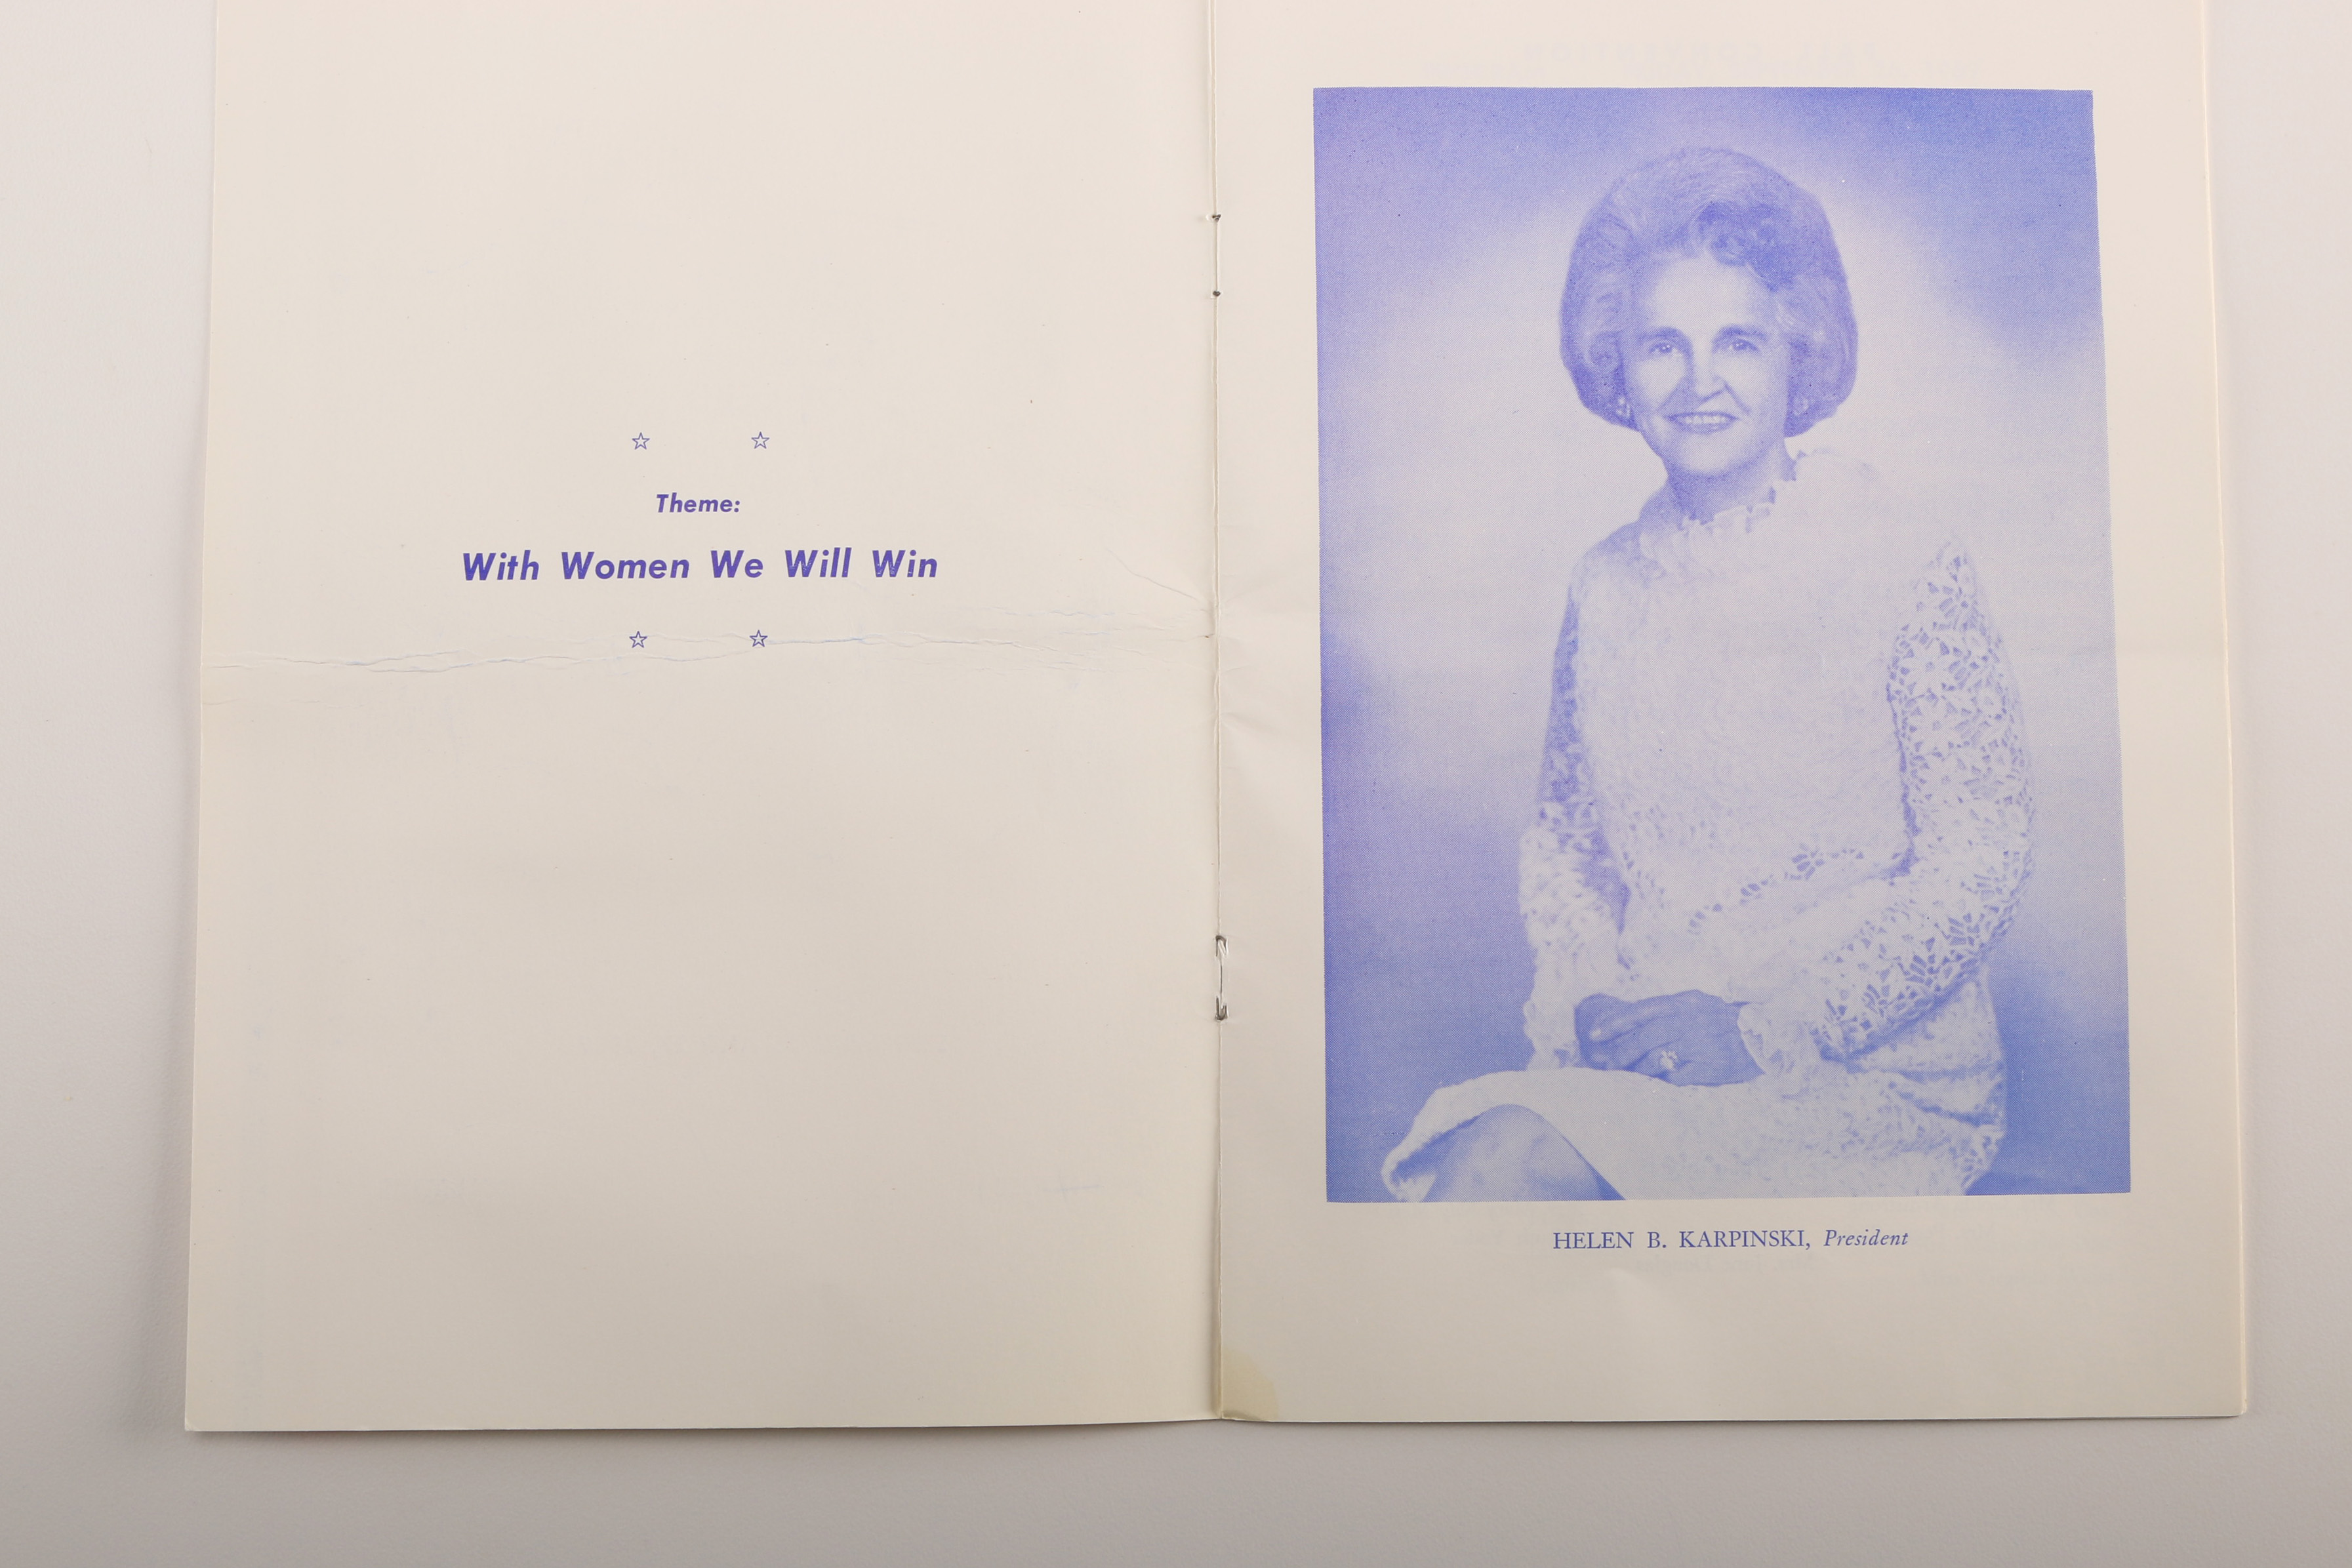 Theme:
With Women We Will Win
HELEN B. KARPINSKI, President